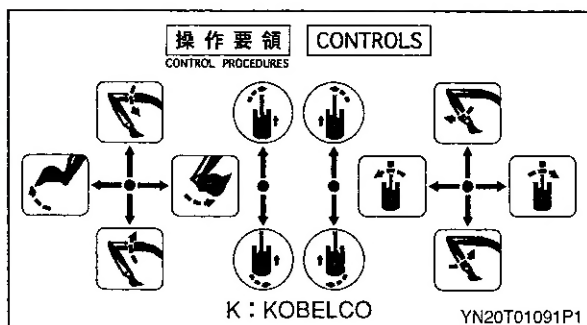 操作要領 CONTROLS
CONTROL PROCEDURES
K : KOBELCO
YN20T01091P1